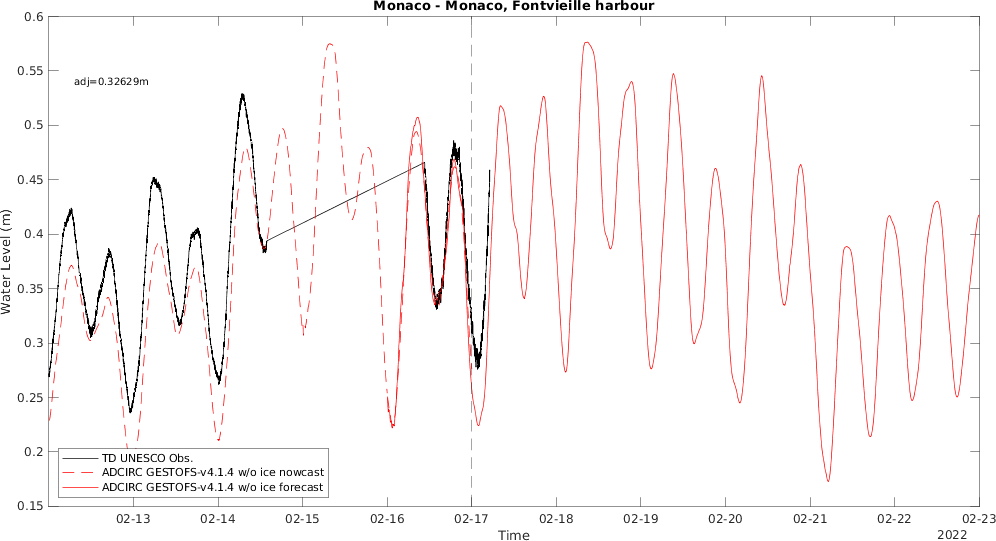 Monaco - Monaco, Fontvieille harbour
0.6
0.55
0.5
0.45
0.4
0.35
0.3
0.25
0.2
0.15
Water Level (m)
adj=0.32629m
TD UNESCO Obs.
ADCIRC GESTOFS-v4.1.4 w/o ice nowcast
ADCIRC GESTOFS-v4.1.4 w/o ice forecast
02-13 02-14 02-15 02-16 02-17 02-18 02-19 02-20 02-21 02-22 02-23
Time
2022